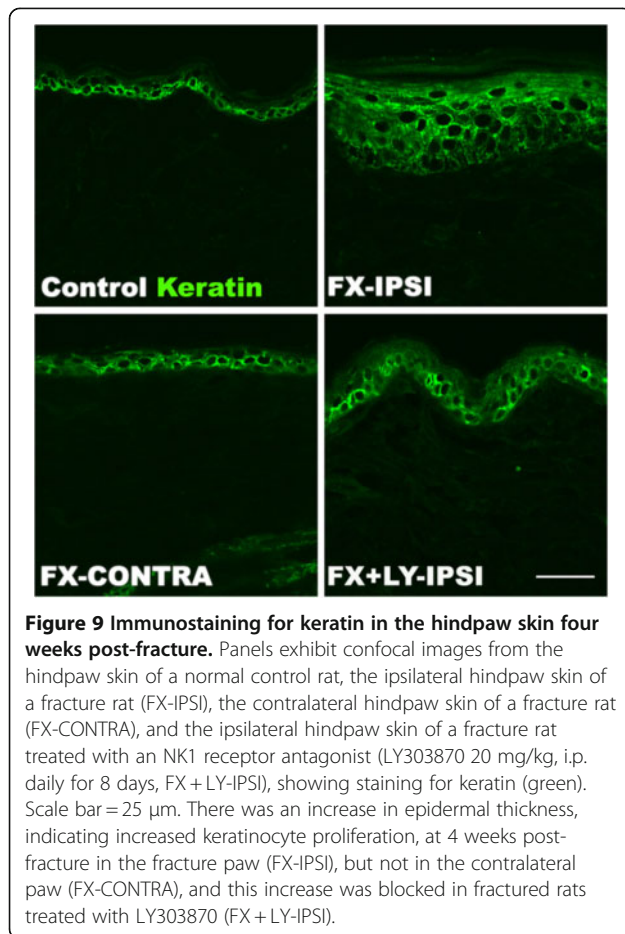 Control Keratin
FX-IPSI
FX-CONTRA
FX+LY-IPSI
Figure 9 Immunostaining for keratin in the hindpaw skin four
weeks post-fracture. Panels exhibit confocal images from the
hindpaw skin of a normal control rat, the ipsilateral hindpaw skin of
a fracture rat (FX-IPSI), the contralateral hindpaw skin of a fracture rat
(FX-CONTRA), and the ipsilateral hindpaw skin of a fracture rat
treated with an NK1 receptor antagonist (LY303870 20 mg/kg, i.p.
daily for 8 days, FX + LY-IPSI), showing staining for keratin (green).
Scale bar = 25 μm. There was an increase in epidermal thickness,
indicating increased keratinocyte proliferation, at 4 weeks post-
fracture in the fracture paw (FX-IPSI), but not in the contralateral
paw (FX-CONTRA), and this increase was blocked in fractured rats
treated with LY303870 (FX + LY-IPSI).